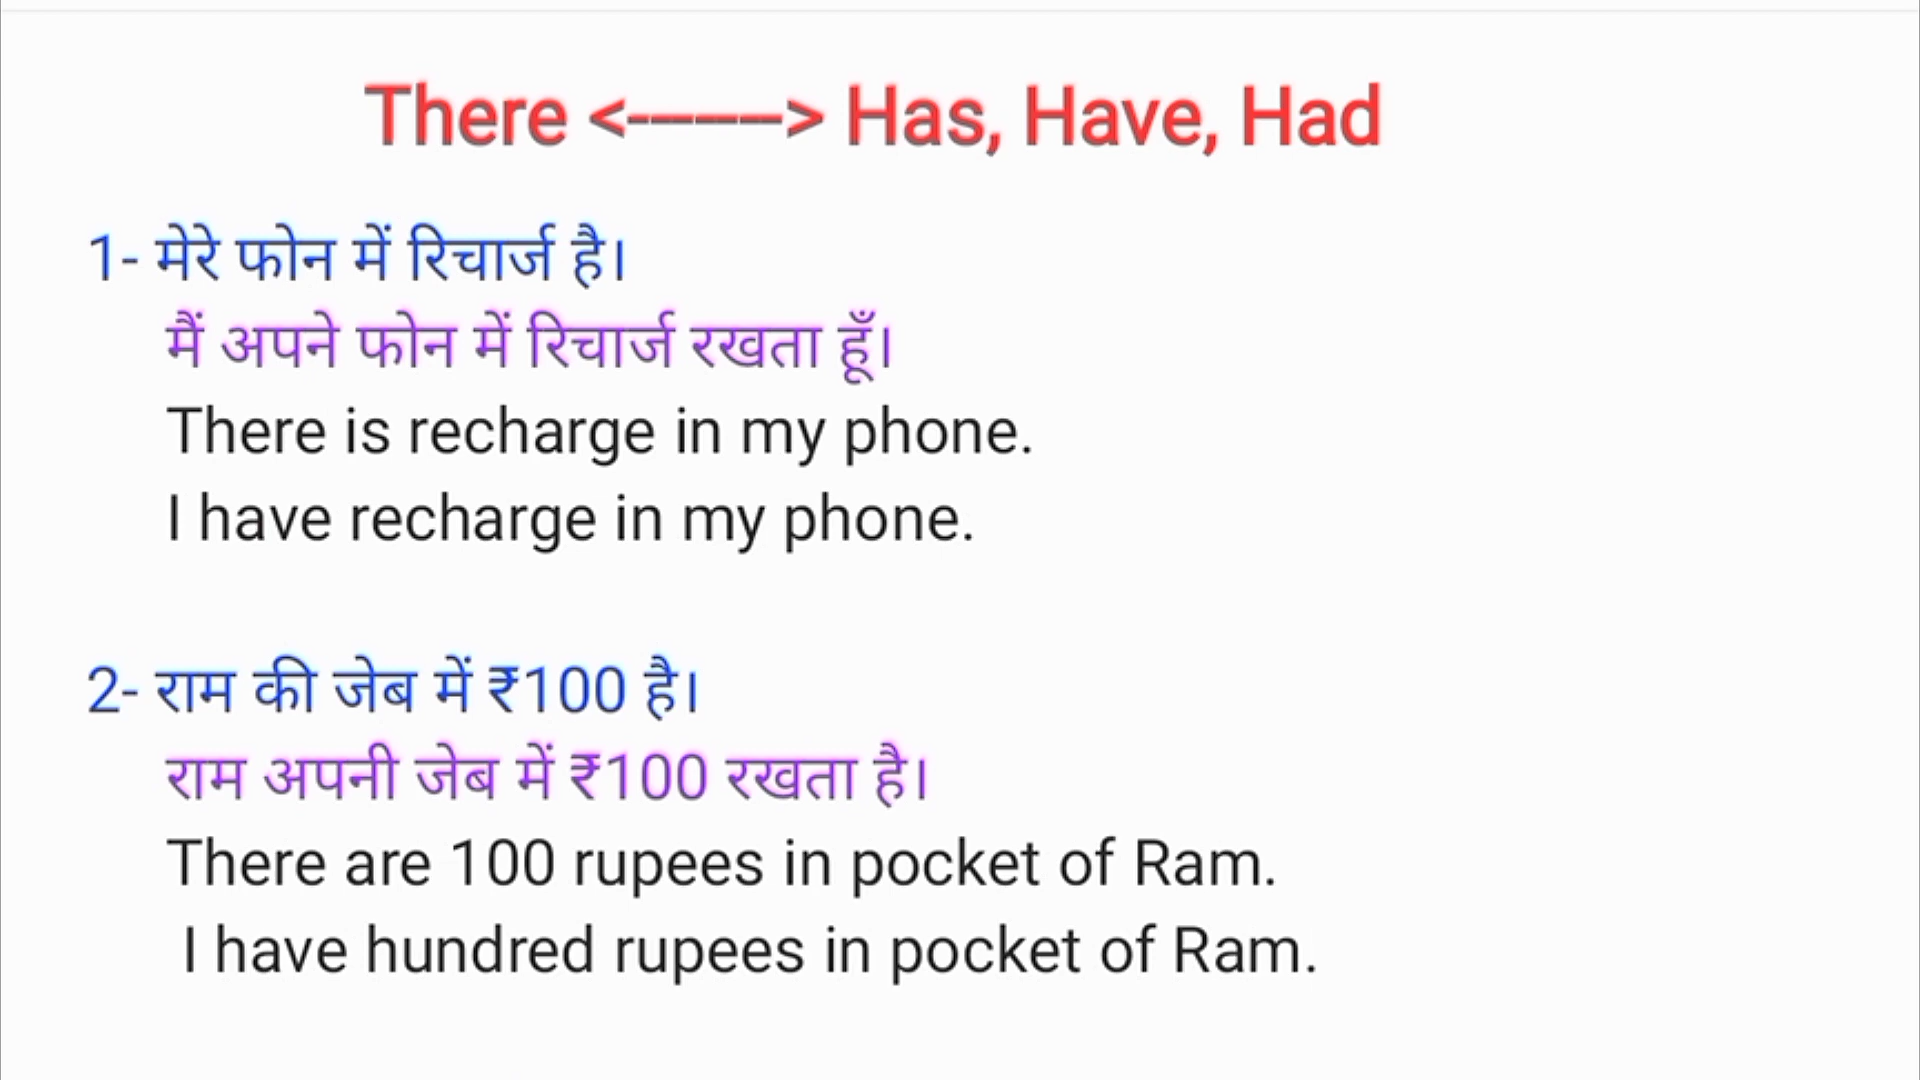 There <------> Has, Have, Had
1- मेरे फोन में रिचार्ज है।
मैं अपने फोन में रिचार्ज रखता हूँ।
There is recharge in my phone.
I have recharge in my phone.
2- राम की जेब में ₹100 है।
राम अपनी जेब में ₹100 रखता है।
There are 100 rupees in pocket of Ram.
I have hundred rupees in pocket of Ram.